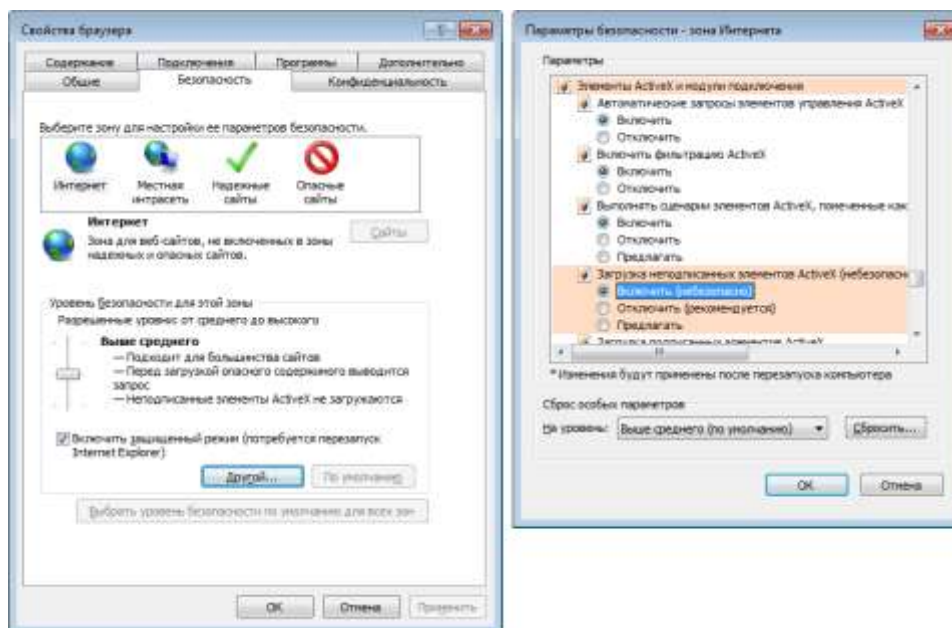 Свойства браузера
Содержание Подключения Программы Дополнительно
Общие Безопасность Конфиденциальность
Выберите зону для настройки ее параметров безопасности.
Интернет Местная интрасеть Надежные сайты Опасные сайты
Интернет
Сайты
Зона для веб-сайтов, не включенных в зоны
надежных и опасных сайтов.
Уровень безопасности для этой зоны
Разрешенные уровни: от среднего до высокого
Выше среднего
— Подходит для большинства сайтов
— Перед загрузкой опасного содержимого выводится
запрос
— Неподписанные элементы ActiveX не загружаются
Включить защищенный режим (потребуется перезапуск
Internet Explorer)
Другой... По умолчанию
Выбрать уровень безопасности по умолчанию для всех зон
OK Отмена Применить
Параметры безопасности - зона Интернета
Параметры
Элементы ActiveX и модули подключения
Автоматические запросы элементов управления ActiveX
Включить
Отключить
Включить фильтрацию ActiveX
Включить
Отключить
Выполнять сценарии элементов ActiveX, помеченные как
Включить
Отключить
Предлагать
Загрузка неподписанных элементов ActiveX (небезопасн
Включить (небезопасно)
Отключить (рекомендуется)
Предлагать
Загрузка подписанных элементов ActiveX
*Изменения будут применены после перезапуска компьютера
Сброс особых параметров
На уровень: Выше среднего (по умолчанию) Сбросить...
OK Отмена